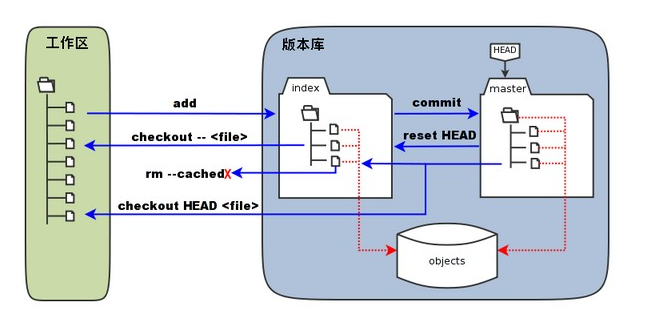 工作区
版本库
HEAD
index
master
add
commit
checkout -- <file>
reset HEAD
rm --cached
X
checkout HEAD <file>
objects